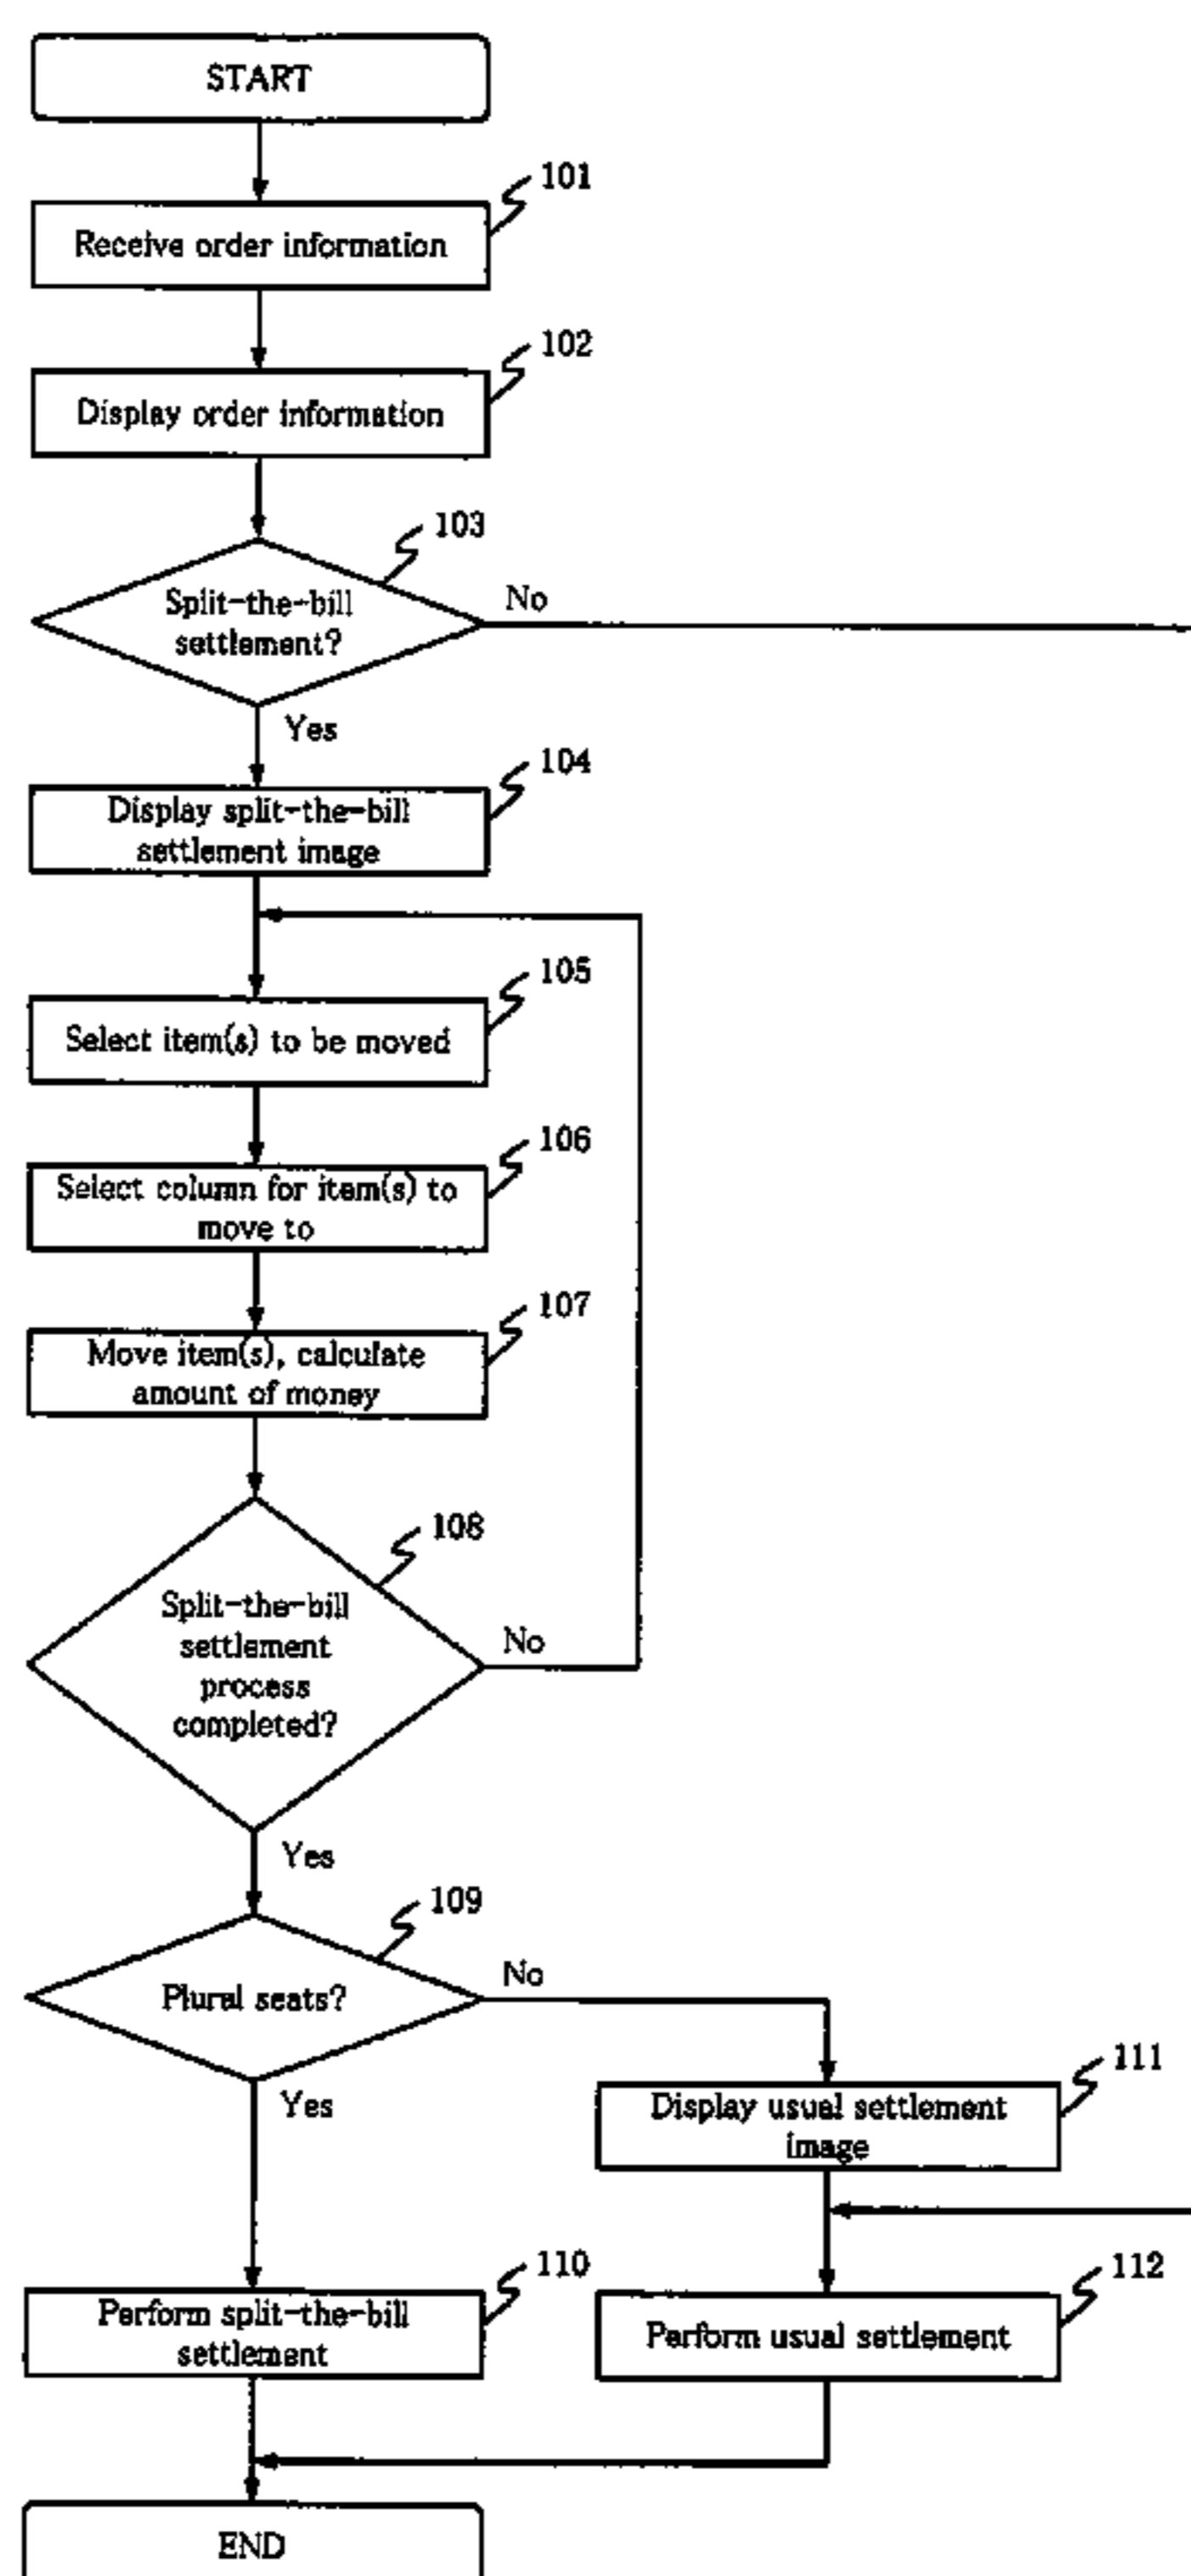 START
101
Receive order information
102
Display order information
103
Split-the-bill
settlement?
No
Yes
104
Display split-the-bill
settlement image
105
Select item(s) to be moved
106
Select column for item(s) to
move to
107
Move item(s), calculate
amount of money
108
Split-the-bill
settlement
process
completed?
No
Yes
109
Plural seats?
No
Yes
111
Display usual settlement
image
110
Perform split-the-bill
settlement
112
Perform usual settlement
END